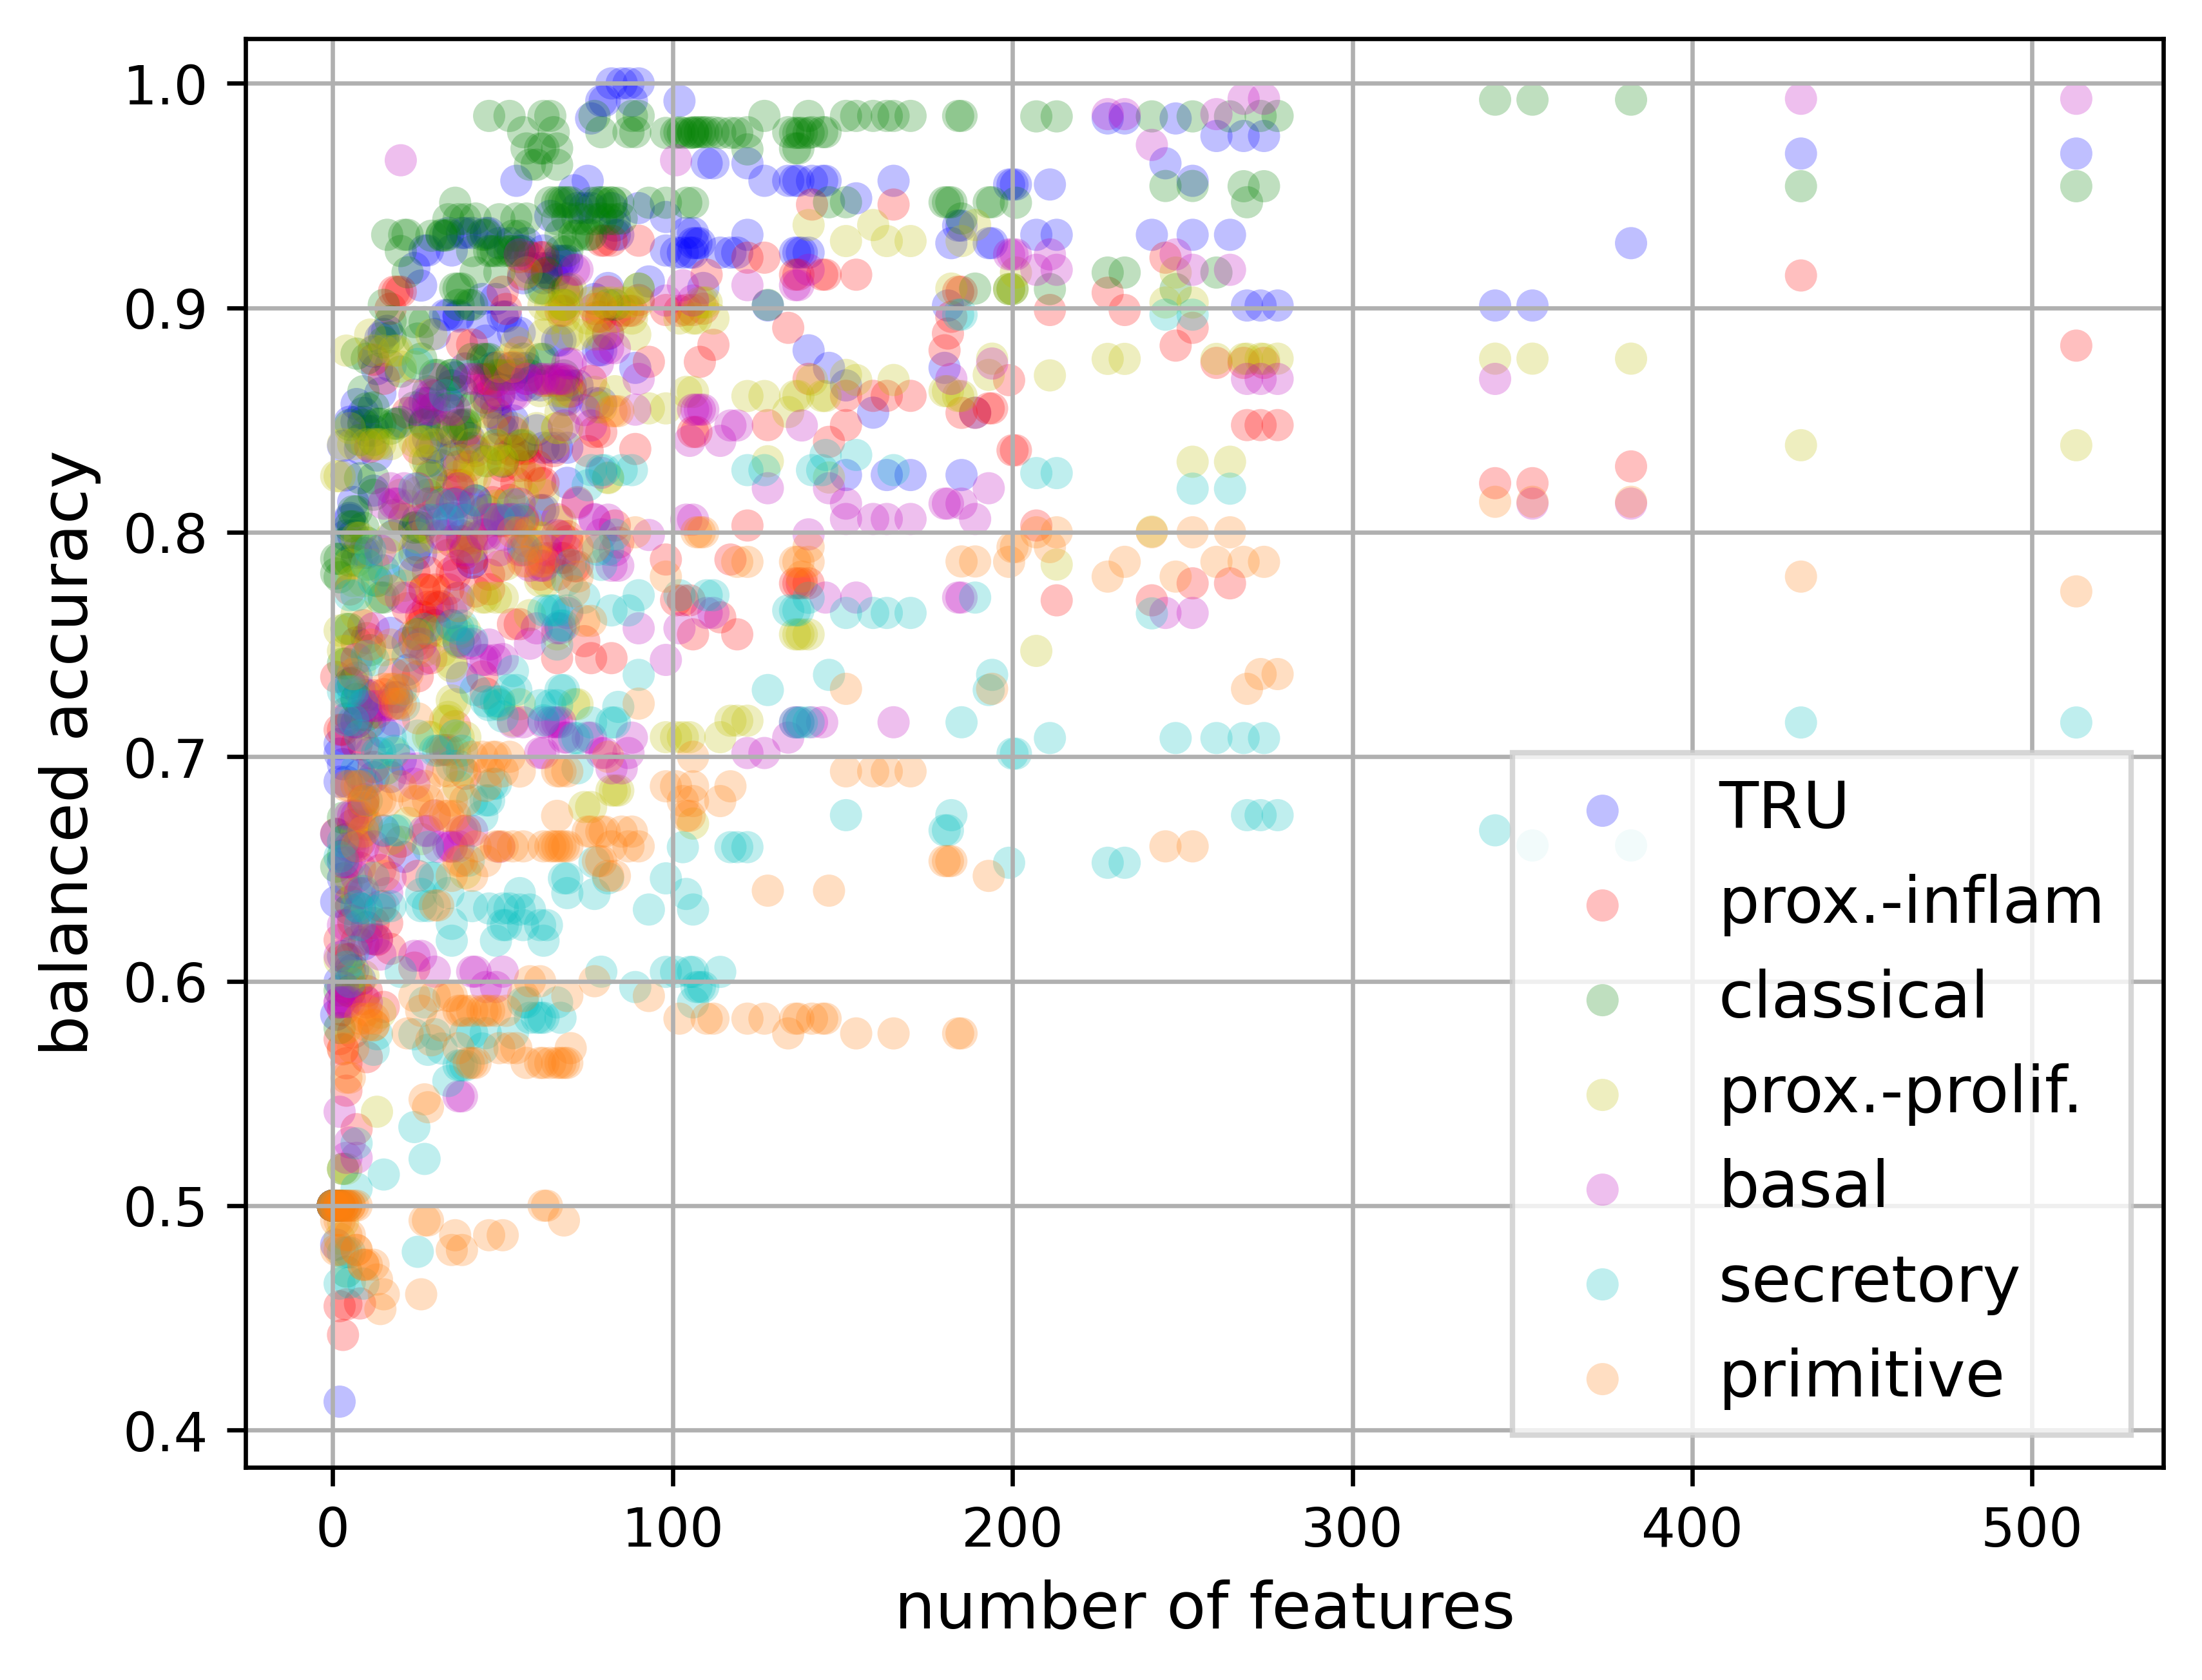 1.0
0.9
0.8
0.7
0.6
0.5
0.4
balanced accuracy
0 100 200 300 400 500
number of features
TRU
prox.-inflam
classical
prox.-prolif.
basal
secretory
primitive